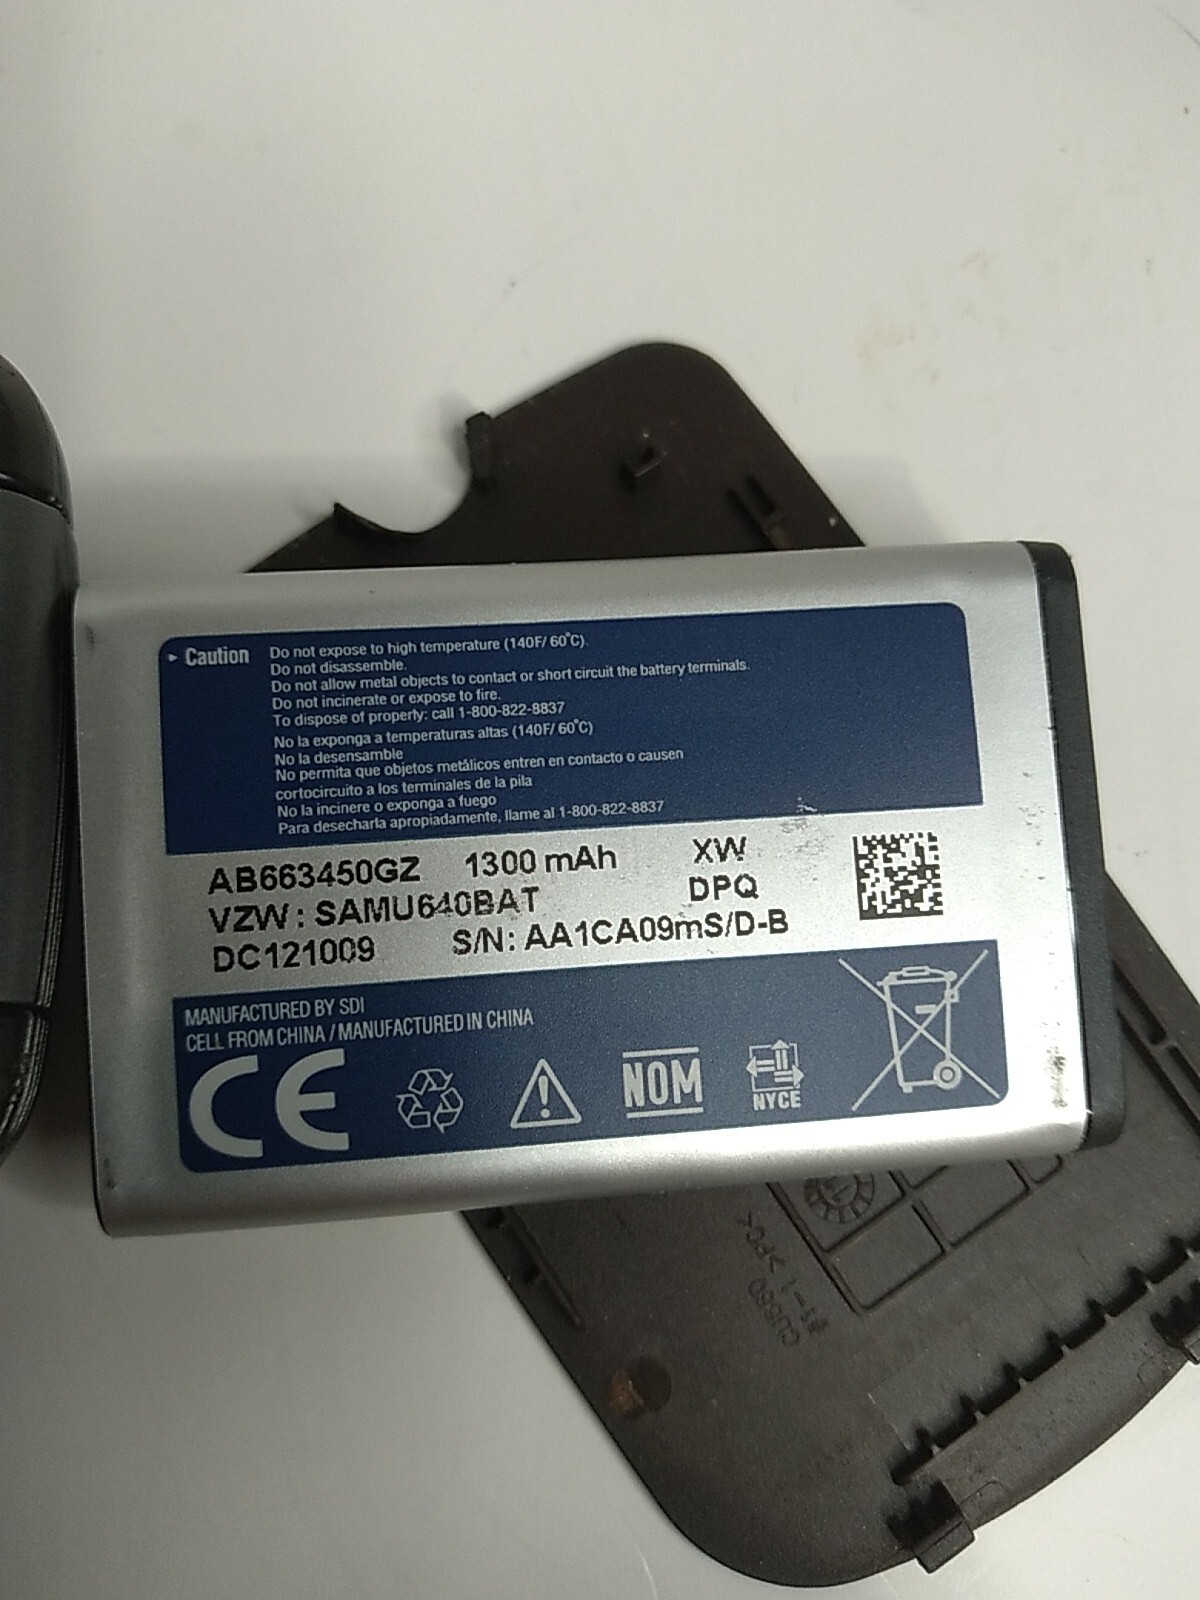 ▸ Caution
Do not expose to high temperature (140F/ 60°C).
Do not disassemble.
Do not allow metal objects to contact or short circuit the battery terminals.
Do not incinerate or expose to fire.
To dispose of properly: call 1-800-822-8837
No la exponga a temperaturas altas (140F/ 60°C)
No la desensamble
No permita que objetos metálicos entren en contacto o causen
cortocircuito a los terminales de la pila
No la incinere o exponga a fuego
Para desecharla apropiadamente, llame al 1-800-822-8837
AB663450GZ 1300 mAh XW
VZW : SAMU640BAT DPQ
DC121009 S/N: AA1CA09mS/D-B
MANUFACTURED BY SDI
CELL FROM CHINA / MANUFACTURED IN CHINA
CE
NOM
NYCE
>PC<